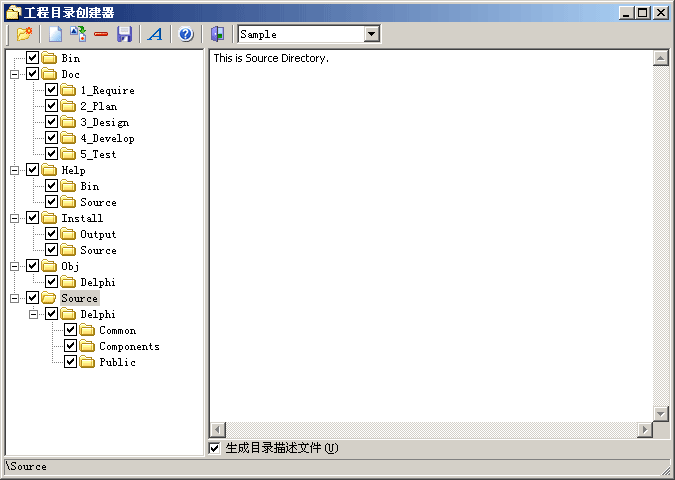 工程目录创建器
Sample
Bin
Doc
1_Require
2_Plan
3_Design
4_Develop
5_Test
Help
Bin
Source
Install
Output
Source
Obj
Delphi
Source
Delphi
Common
Components
Public
This is Source Directory.
生成目录描述文件(U)
\Source